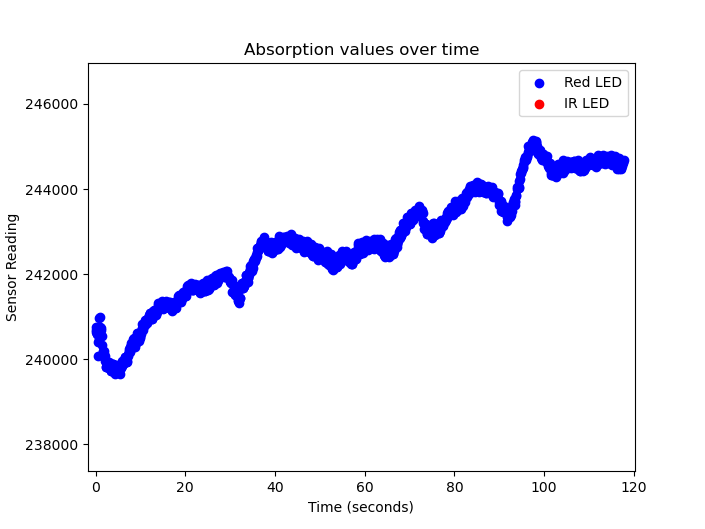 Absorption values over time
Red LED
IR LED
246000
244000
242000
240000
238000
Sensor Reading
0 20 40 60 80 100 120
Time (seconds)